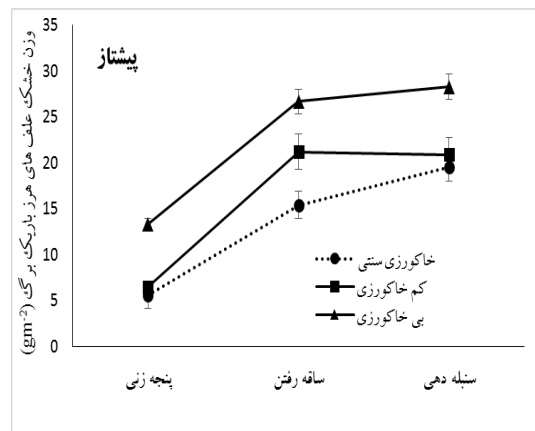 پیشتاز
وزن خشک علف های هرز باریک برگ (gm-2)
35
30
25
20
15
10
5
0
خاکورزی سنتی
کم خاکورزی
بی خاکورزی
پنجه زنی
ساقه رفتن
سنبله دهی